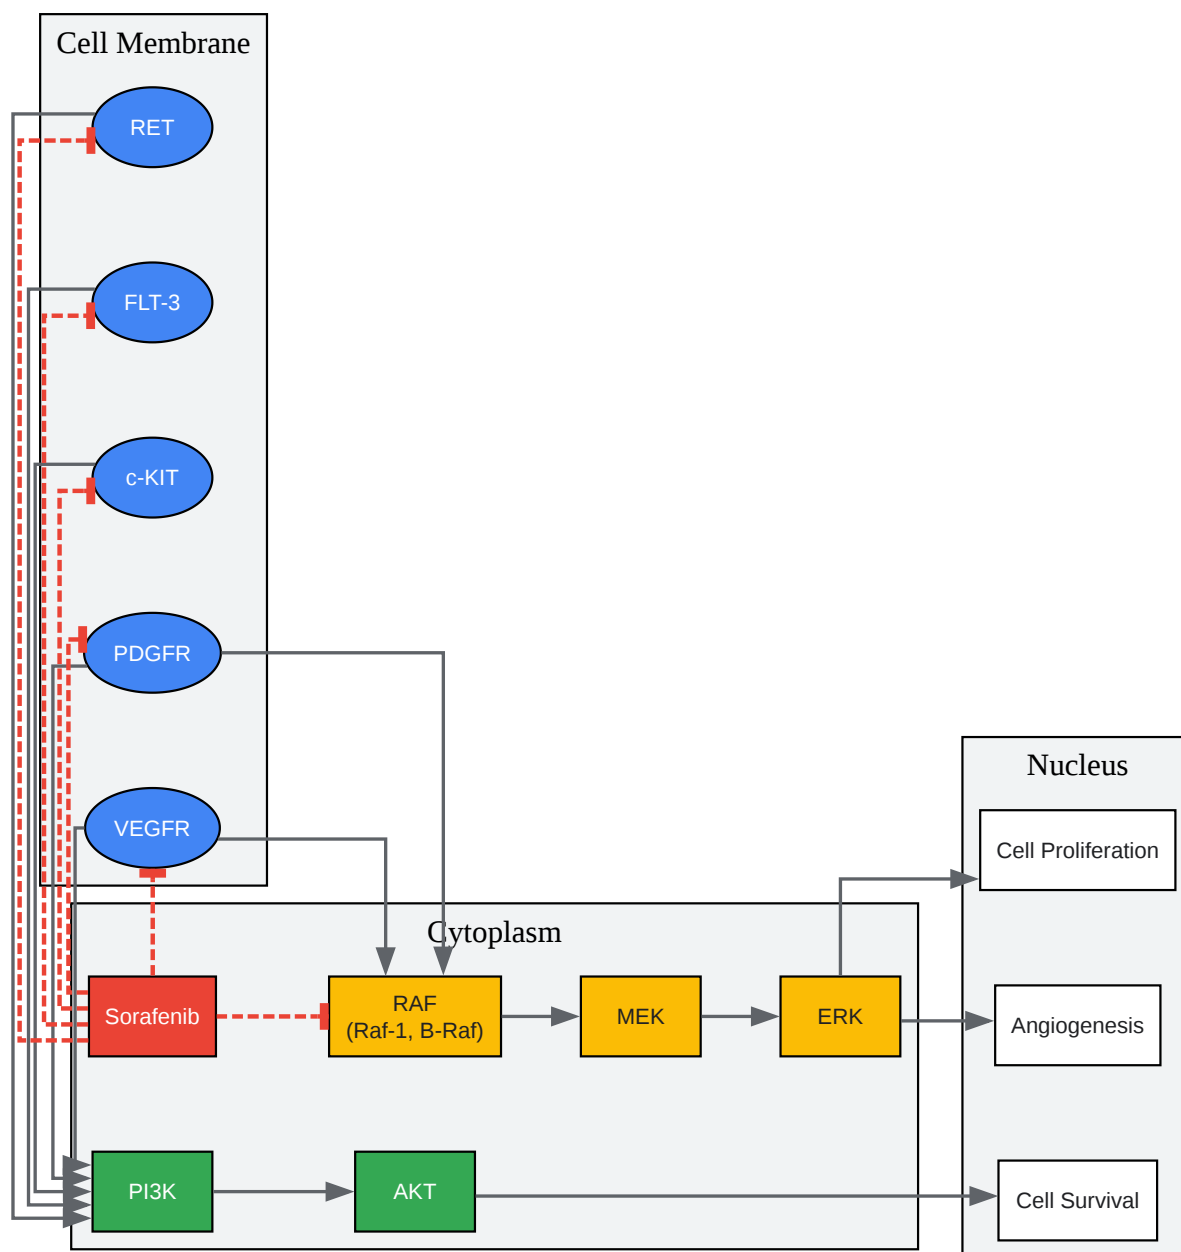 Cell Membrane
RET
FLT-3
c-KIT
PDGFR
VEGFR
Nucleus
Cell Proliferation
Cytoplasm
Sorafenib
RAF
(Raf-1, B-Raf)
MEK
ERK
Angiogenesis
PI3K
AKT
Cell Survival